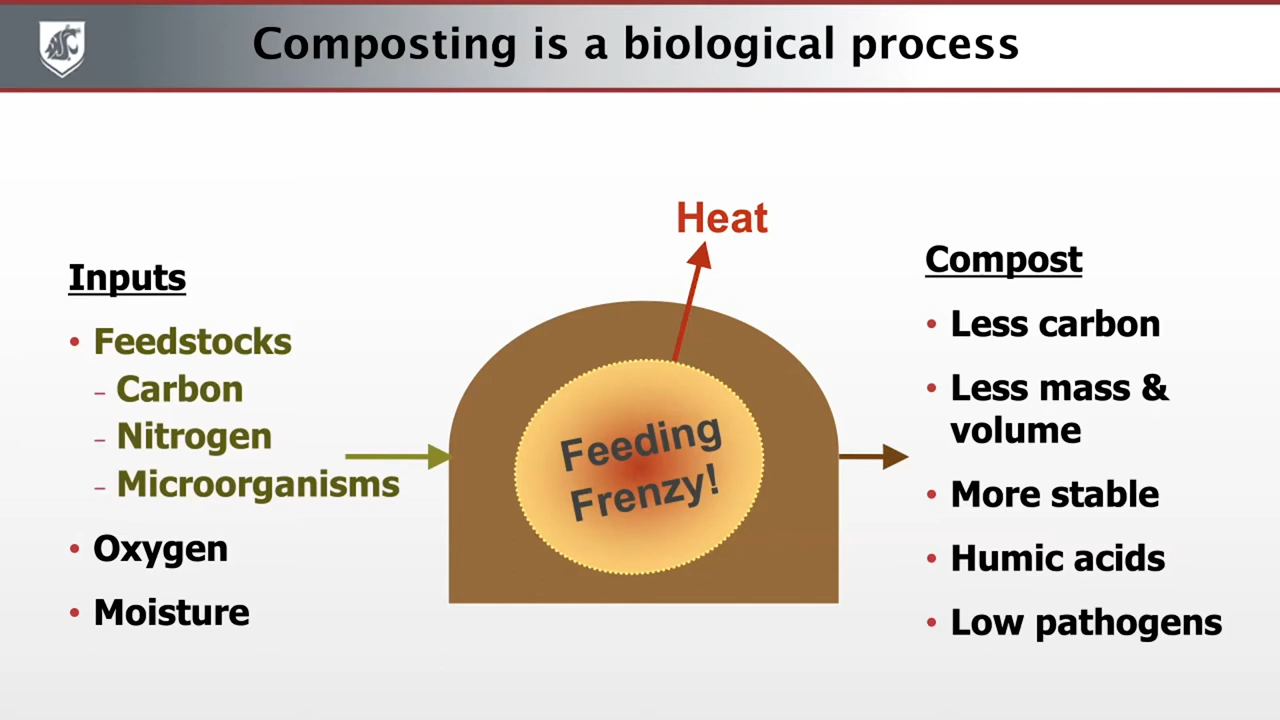 Composting is a biological process
Heat
Inputs
• Feedstocks
– Carbon
– Nitrogen
– Microorganisms
• Oxygen
• Moisture
Feeding
Frenzy!
Compost
• Less carbon
• Less mass &
volume
• More stable
• Humic acids
• Low pathogens